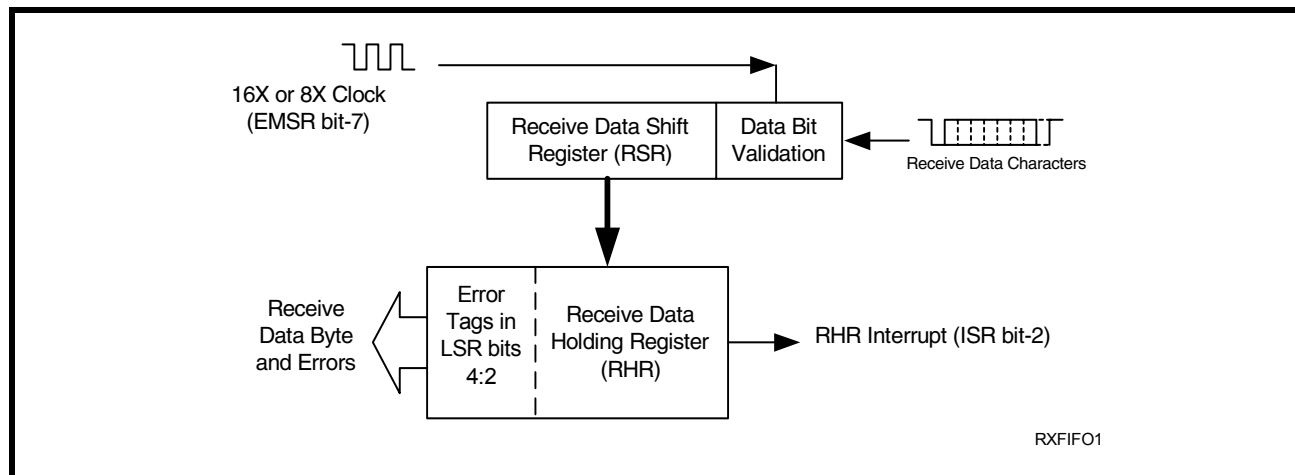 16X or 8X Clock
(EMSR bit-7)
Receive Data Shift
Register (RSR)
Data Bit
Validation
Receive Data Characters
Receive
Data Byte
and Errors
Error
Tags in
LSR bits
4:2
Receive Data
Holding Register
(RHR)
RHR Interrupt (ISR bit-2)
RXFIFO1